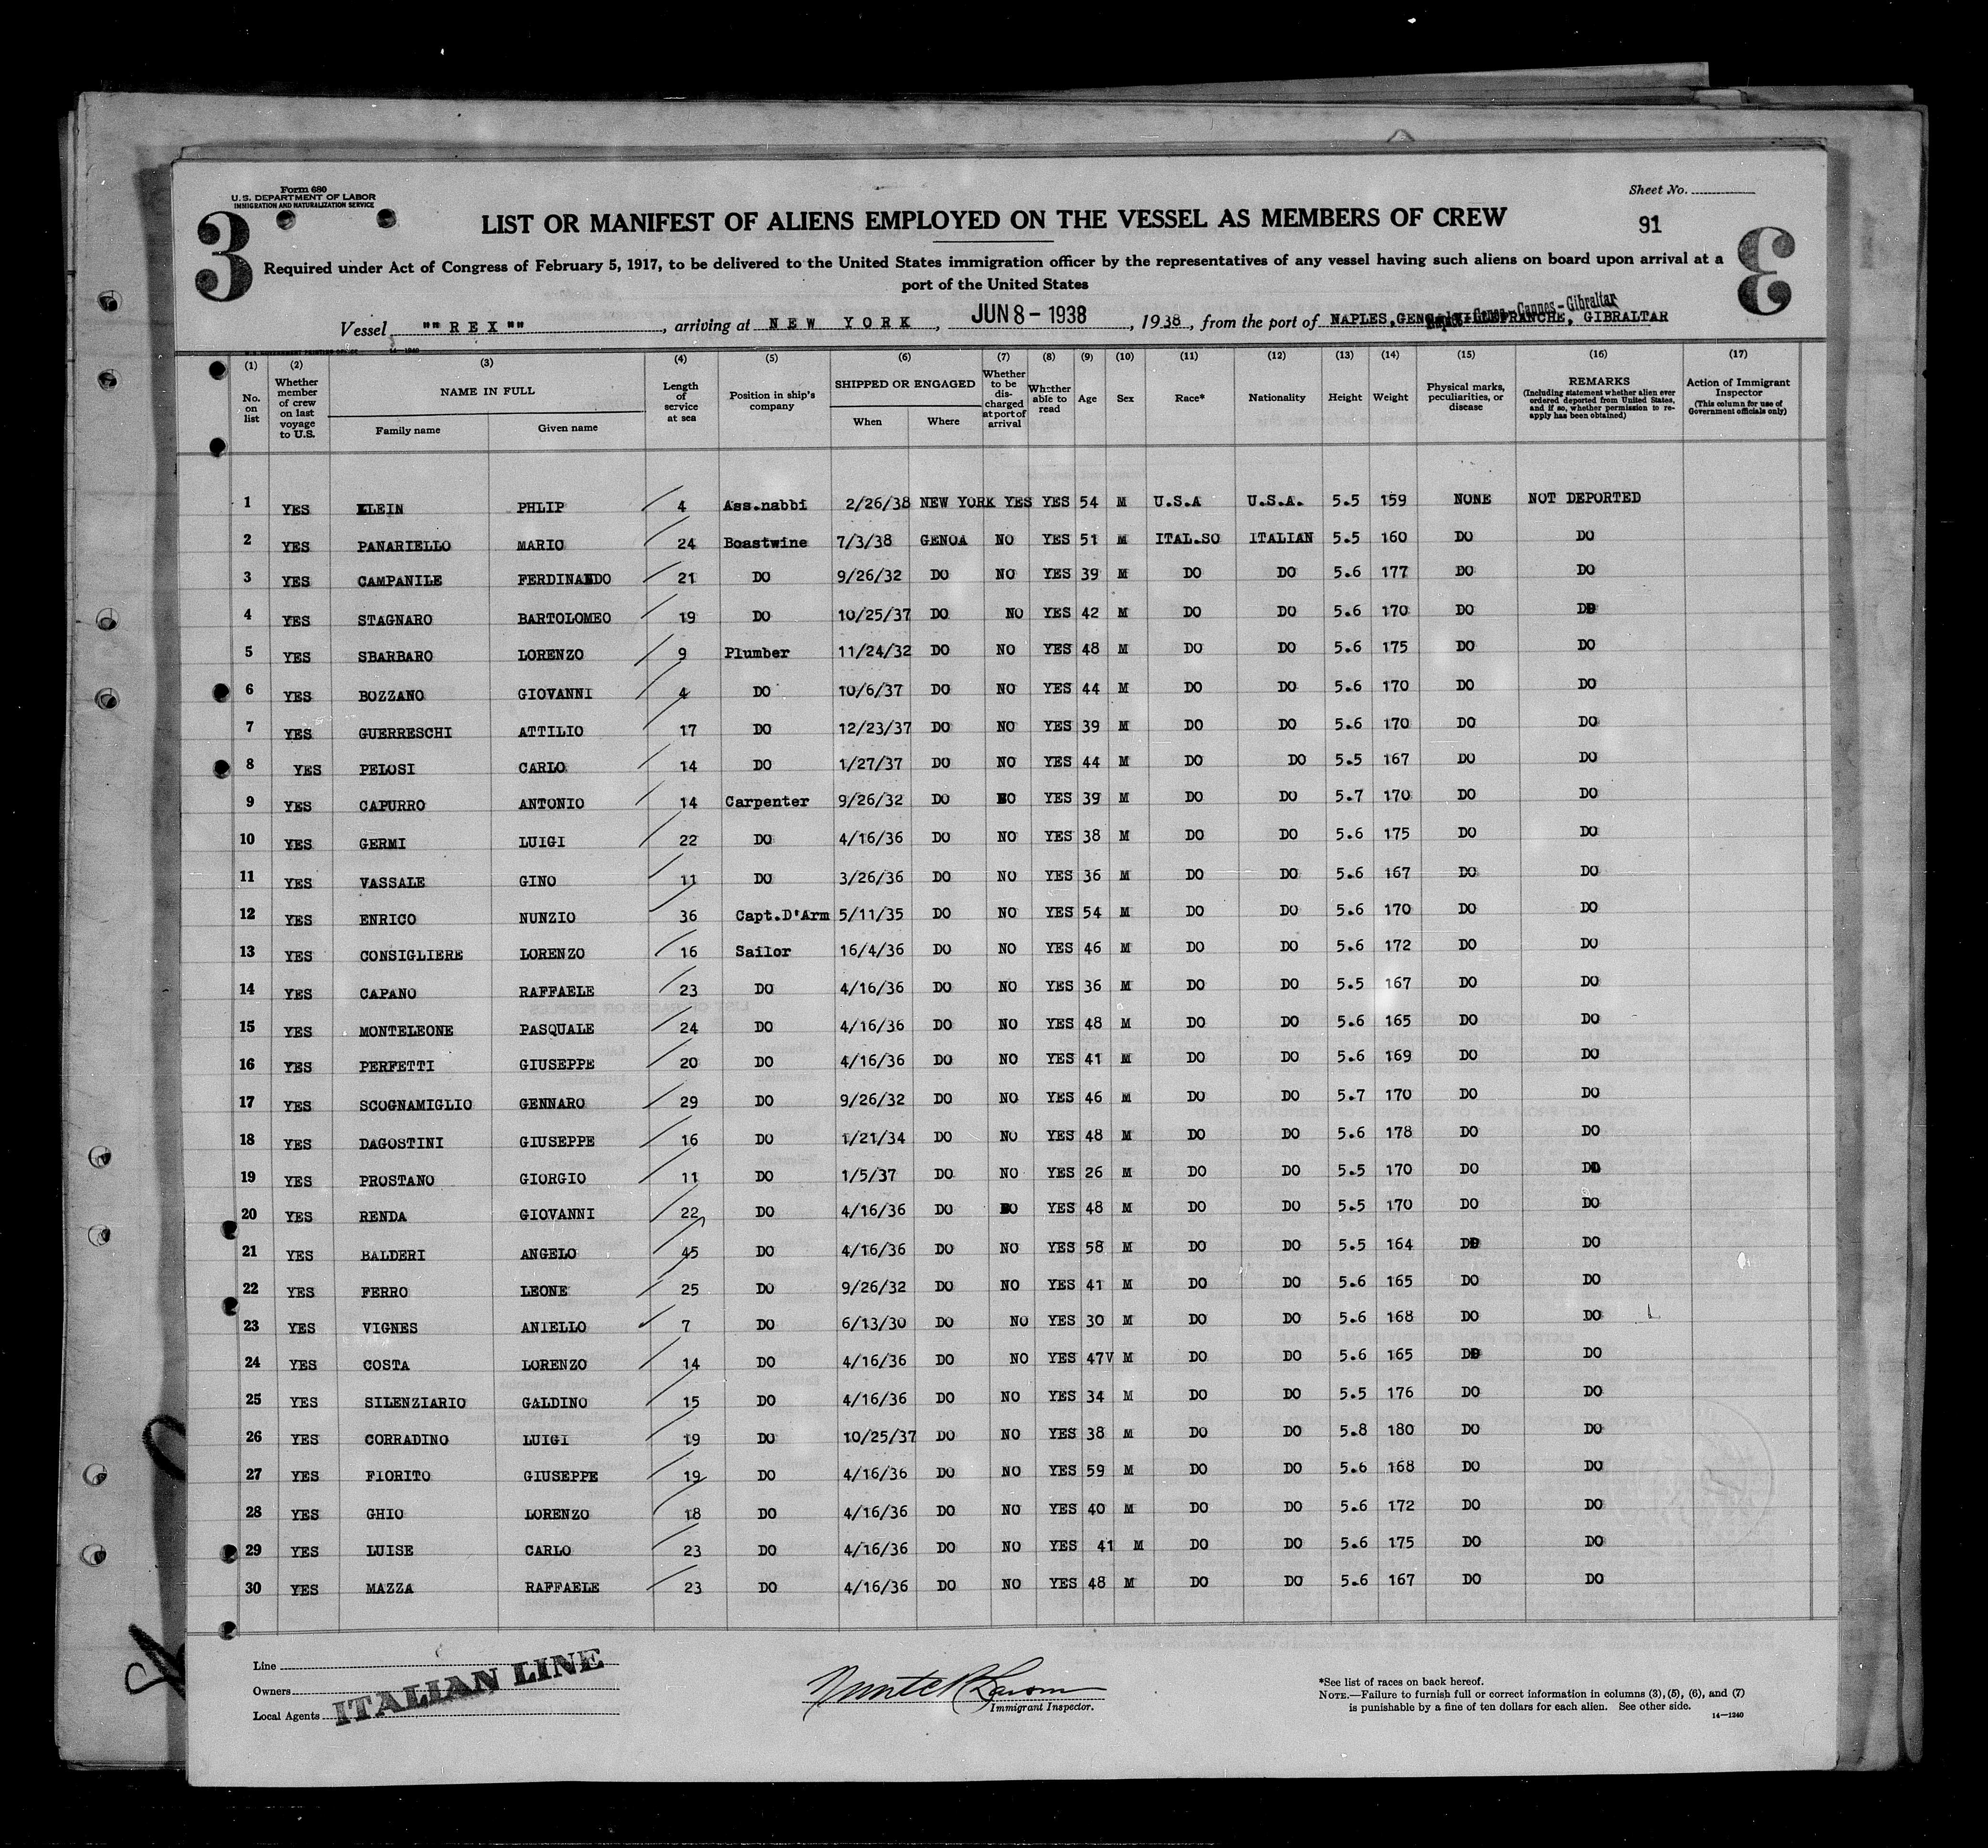 Form 680
U. S. DEPARTMENT OF LABOR
IMMIGRATION AND NATURALIZATION SERVICE
Sheet No.
91
3
3
LIST OR MANIFEST OF ALIENS EMPLOYED ON THE VESSEL AS MEMBERS OF CREW
Required under Act of Congress of February 5, 1917, to be delivered to the United States immigration officer by the representatives of any vessel having such aliens on board upon arrival at a
port of the United States
Vessel ""REX"", arriving at NEW YORK, JUN 8 - 1938, 1938, from the port of NAPLES, GENOA, VILLEFRANCHE, GIBRALTAR
Naples - Genoa - Cannes - Gibraltar
U. S. GOVERNMENT PRINTING OFFICE 14—1240
(1) (2) (3) (4) (5) (6) (7) (8) (9) (10) (11) (12) (13) (14) (15) (16) (17)
No. on list
Whether member of crew on last voyage to U.S.
NAME IN FULL
Family name
Given name
Length of service at sea
Position in ship's company
SHIPPED OR ENGAGED
When
Where
Whether to be discharged at port of arrival
Whether able to read
Age
Sex
Race*
Nationality
Height
Weight
Physical marks, peculiarities, or disease
REMARKS
(Including statement whether alien ever ordered deported from United States, and if so, whether permission to reapply has been obtained)
Action of Immigrant Inspector
(This column for use of Government officials only)
1 YES KLEIN PHLIP 4 Ass.nabbi 2/26/38 NEW YORK YES YES 54 M U.S.A U.S.A. 5.5 159 NONE NOT DEPORTED
2 YES PANARIELLO MARIO 24 Boastwine 7/3/38 GENOA NO YES 51 M ITAL.SO ITALIAN 5.5 160 DO DO
3 YES CAMPANILE FERDINANDO 21 DO 9/26/32 DO NO YES 39 M DO DO 5.6 177 DO DO
4 YES STAGNARO BARTOLOMEO 19 DO 10/25/37 DO NO YES 42 M DO DO 5.6 170 DO DO
5 YES SBARBARO LORENZO 9 Plumber 11/24/32 DO NO YES 48 M DO DO 5.6 175 DO DO
6 YES BOZZANO GIOVANNI 4 DO 10/6/37 DO NO YES 44 M DO DO 5.6 170 DO DO
7 YES GUERRESCHI ATTILIO 17 DO 12/23/37 DO NO YES 39 M DO DO 5.6 170 DO DO
8 YES PELOSI CARLO 14 DO 1/27/37 DO NO YES 44 M DO DO 5.5 167 DO DO
9 YES CAPURRO ANTONIO 14 Carpenter 9/26/32 DO NO YES 39 M DO DO 5.7 170 DO DO
10 YES GERMI LUIGI 22 DO 4/16/36 DO NO YES 38 M DO DO 5.6 175 DO DO
11 YES VASSALE GINO 11 DO 3/26/36 DO NO YES 36 M DO DO 5.6 167 DO DO
12 YES ENRICO NUNZIO 36 Capt.D'Arm 5/11/35 DO NO YES 54 M DO DO 5.6 170 DO DO
13 YES CONSIGLIERE LORENZO 16 Sailor 16/4/36 DO NO YES 46 M DO DO 5.6 172 DO DO
14 YES CAPANO RAFFAELE 23 DO 4/16/36 DO NO YES 36 M DO DO 5.5 167 DO DO
15 YES MONTELEONE PASQUALE 24 DO 4/16/36 DO NO YES 48 M DO DO 5.6 165 DO DO
16 YES PERFETTI GIUSEPPE 20 DO 4/16/36 DO NO YES 41 M DO DO 5.6 169 DO DO
17 YES SCOGNAMIGLIO GENNARO 29 DO 9/26/32 DO NO YES 46 M DO DO 5.7 170 DO DO
18 YES DAGOSTINI GIUSEPPE 16 DO 1/21/34 DO NO YES 48 M DO DO 5.6 178 DO DO
19 YES PROSTANO GIORGIO 11 DO 1/5/37 DO NO YES 26 M DO DO 5.5 170 DO DO
20 YES RENDA GIOVANNI 22 DO 4/16/36 DO NO YES 48 M DO DO 5.5 170 DO DO
21 YES BALDERI ANGELO 45 DO 4/16/36 DO NO YES 58 M DO DO 5.5 164 DO DO
22 YES FERRO LEONE 25 DO 9/26/32 DO NO YES 41 M DO DO 5.6 165 DO DO
23 YES VIGNES ANIELLO 7 DO 6/13/30 DO NO YES 30 M DO DO 5.6 168 DO DO
24 YES COSTA LORENZO 14 DO 4/16/36 DO NO YES 47V M DO DO 5.6 165 DO DO
25 YES SILENZIARIO GALDINO 15 DO 4/16/36 DO NO YES 34 M DO DO 5.5 176 DO DO
26 YES CORRADINO LUIGI 19 DO 10/25/37 DO NO YES 38 M DO DO 5.8 180 DO DO
27 YES FIORITO GIUSEPPE 19 DO 4/16/36 DO NO YES 59 M DO DO 5.6 168 DO DO
28 YES GHIO LORENZO 18 DO 4/16/36 DO NO YES 40 M DO DO 5.6 172 DO DO
29 YES LUISE CARLO 23 DO 4/16/36 DO NO YES 41 M DO DO 5.6 175 DO DO
30 YES MAZZA RAFFAELE 23 DO 4/16/36 DO NO YES 48 M DO DO 5.6 167 DO DO
Line
Owners
Local Agents
ITALIAN LINE
Immigrant Inspector.
*See list of races on back hereof.
NOTE.—Failure to furnish full or correct information in columns (3), (5), (6), and (7)
is punishable by a fine of ten dollars for each alien. See other side.
14—1240